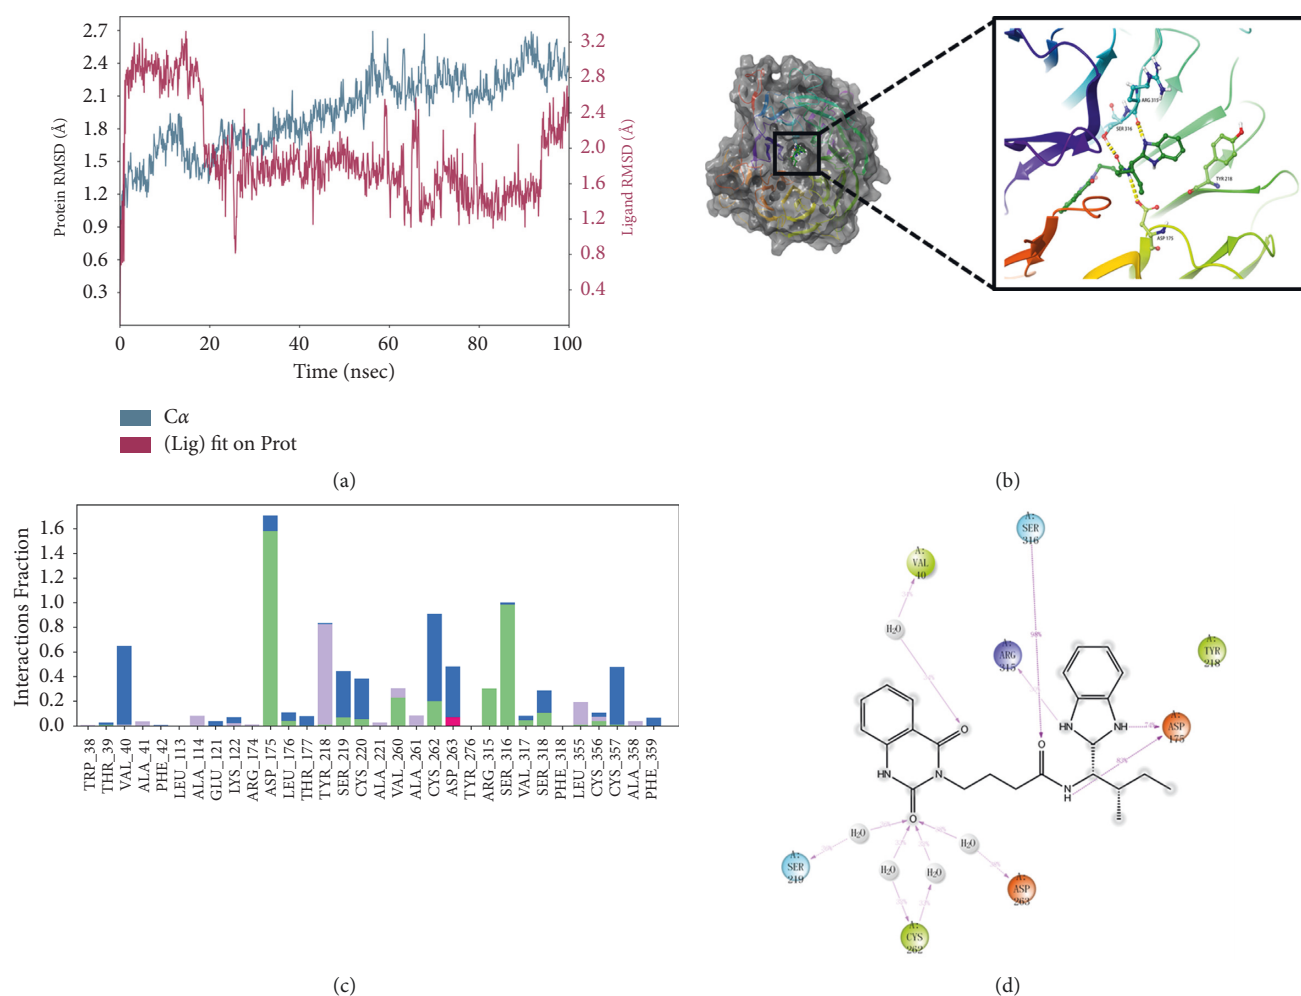 2.7
2.4
2.1
1.8
1.5
1.2
0.9
0.6
0.3
Protein RMSD (Å)
3.2
2.8
2.4
2.0
1.6
1.2
0.8
0.4
Ligand RMSD (Å)
0 20 40 60 80 100
Time (nsec)
Cα
(Lig) fit on Prot
(a)
ARG 315
SER 316
TYR 218
ASP 175
(b)
Interactions Fraction
1.6
1.4
1.2
1.0
0.8
0.6
0.4
0.2
0.0
TRP_38
THR_39
VAL_40
ALA_41
PHE_42
LEU_113
ALA_114
GLU_121
LYS_122
ARG_174
ASP_175
LEU_176
THR_177
TYR_218
SER_219
CYS_220
ALA_221
VAL_260
ALA_261
CYS_262
ASP_263
TYR_276
ARG_315
SER_316
VAL_317
SER_318
PHE_318
LEU_355
CYS_356
CYS_357
ALA_358
PHE_359
(c)
A:
SER
316
A:
VAL
40
H₂O
A:
ARG
315
A:
TYR
218
A:
ASP
175
98%
82%
O
O
HN
N
O
N
H
HN
NH
O
H₂O
H₂O
H₂O
H₂O
A:
SER
219
A:
ASP
263
A:
CYS
262
(d)